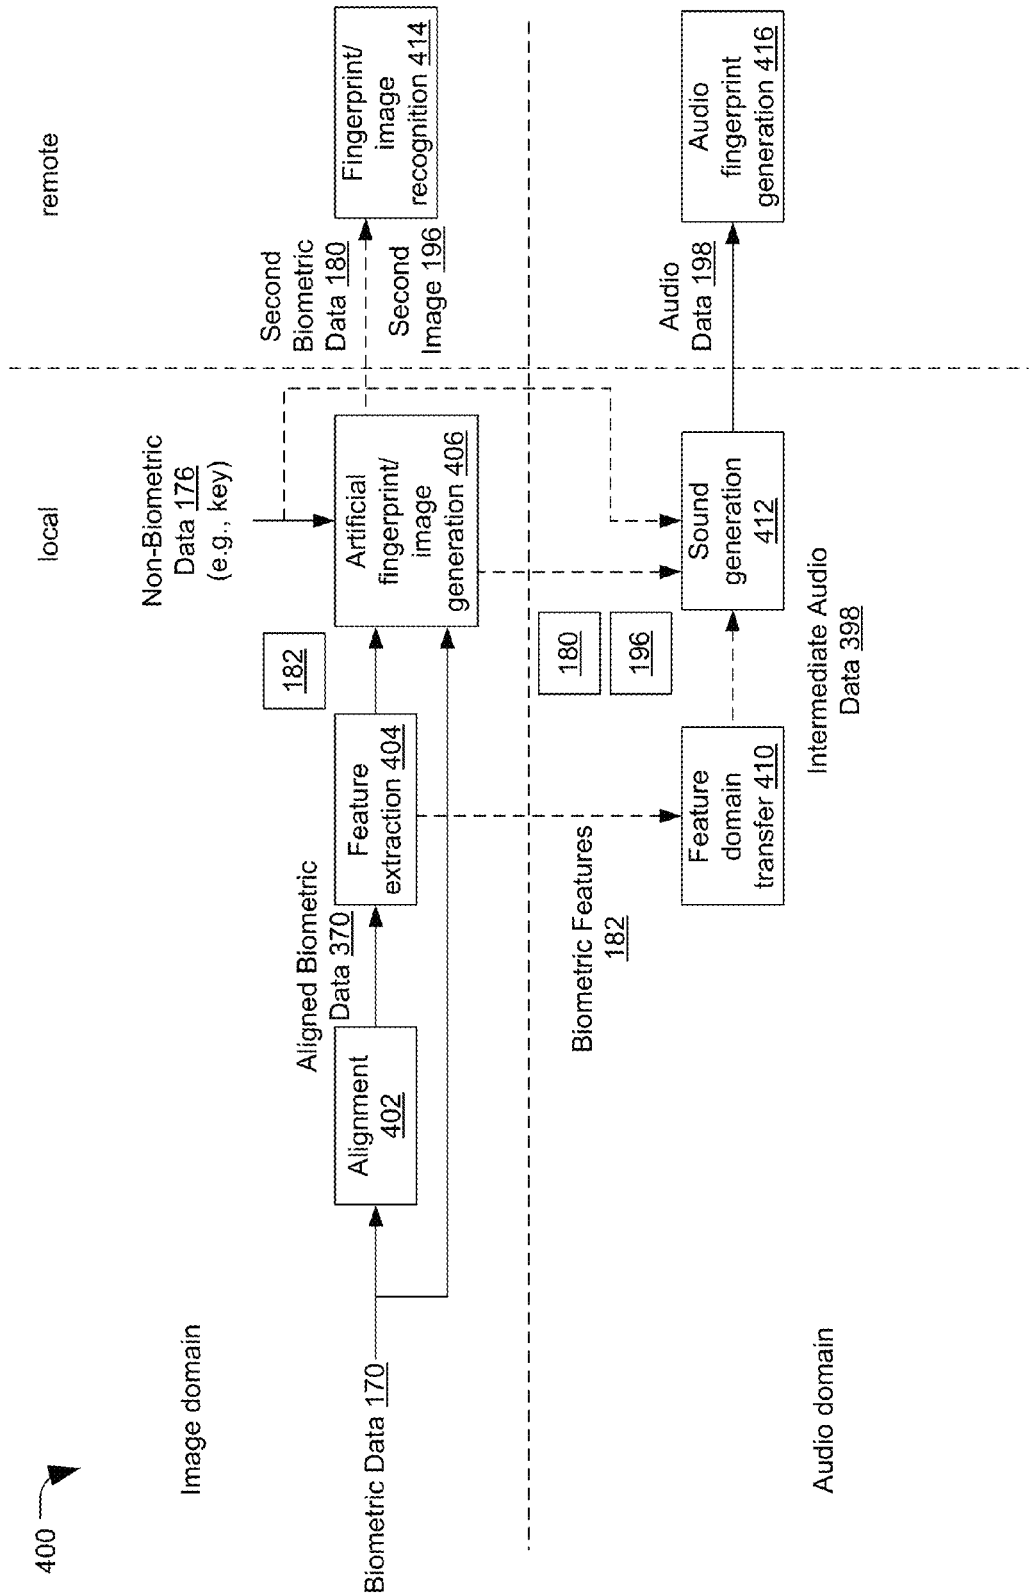 400
local
remote
Image domain
Non-Biometric
Data 176
(e.g., key)
Second
Biometric
Data 180
Second
Image 196
182
Aligned Biometric
Data 370
Biometric Data 170
Alignment
402
Feature
extraction 404
Artificial
fingerprint/
image
generation 406
Fingerprint/
image
recognition 414
Biometric Features
182
180
196
Audio
Data 198
Feature
domain
transfer 410
Sound
generation
412
Audio
fingerprint
generation 416
Intermediate Audio
Data 398
Audio domain